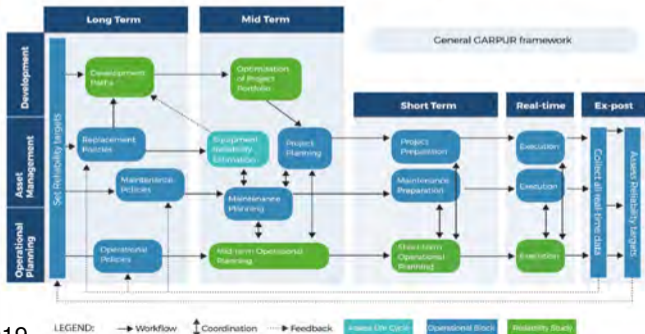 Long Term
Mid Term
General GARPUR framework
Short Term
Real-time
Ex-post
Development
Asset
Management
Operational
Planning
Set Reliability targets
Development
Paths
Optimisation
of Project
Portfolio
Replacement
Policies
Equipment
Reliability
Estimation
Project
Planning
Project
Preparation
Execution
Maintenance
Policies
Maintenance
Planning
Maintenance
Preparation
Execution
Operational
Policies
Mid-term Operational
Planning
Short-term
Operational
Planning
Execution
Collect all real-time data
Assess Reliability
targets
LEGEND:
Workflow
Coordination
Feedback
Assets Life Cycle
Operational Block
Reliability Study